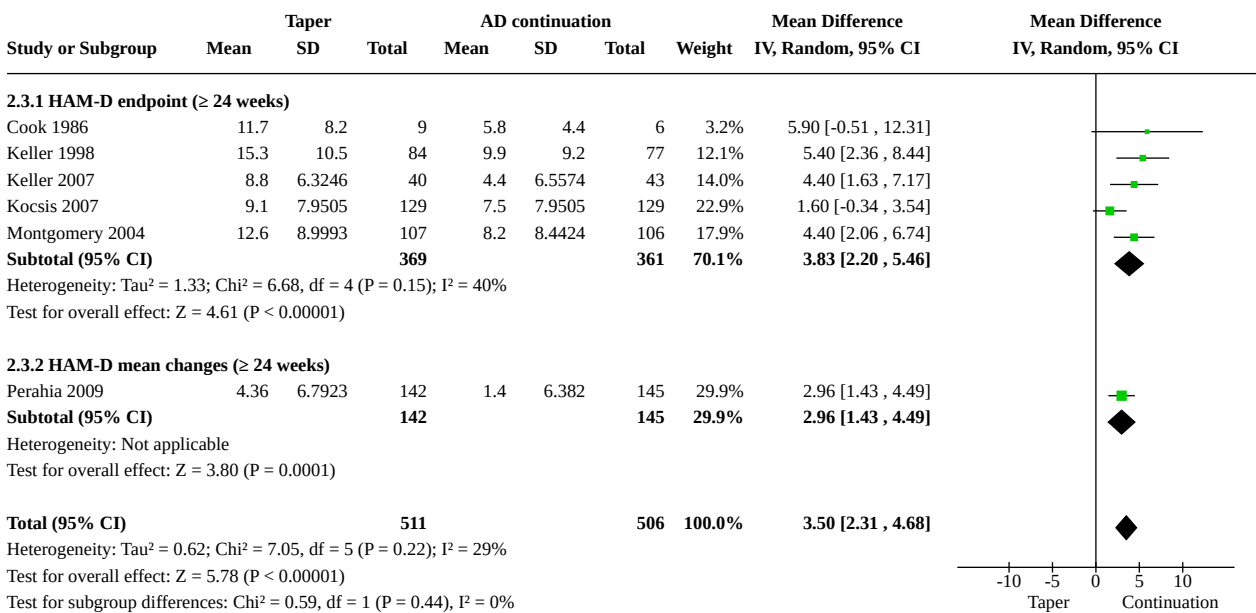 Taper AD continuation Mean Difference Mean Difference
Study or Subgroup Mean SD Total Mean SD Total Weight IV, Random, 95% CI IV, Random, 95% CI
2.3.1 HAM-D endpoint (≥ 24 weeks)
Cook 1986 11.7 8.2 9 5.8 4.4 6 3.2% 5.90 [-0.51 , 12.31]
Keller 1998 15.3 10.5 84 9.9 9.2 77 12.1% 5.40 [2.36 , 8.44]
Keller 2007 8.8 6.3246 40 4.4 6.5574 43 14.0% 4.40 [1.63 , 7.17]
Kocsis 2007 9.1 7.9505 129 7.5 7.9505 129 22.9% 1.60 [-0.34 , 3.54]
Montgomery 2004 12.6 8.9993 107 8.2 8.4424 106 17.9% 4.40 [2.06 , 6.74]
Subtotal (95% CI) 369 361 70.1% 3.83 [2.20 , 5.46]
Heterogeneity: Tau² = 1.33; Chi² = 6.68, df = 4 (P = 0.15); I² = 40%
Test for overall effect: Z = 4.61 (P < 0.00001)
2.3.2 HAM-D mean changes (≥ 24 weeks)
Perahia 2009 4.36 6.7923 142 1.4 6.382 145 29.9% 2.96 [1.43 , 4.49]
Subtotal (95% CI) 142 145 29.9% 2.96 [1.43 , 4.49]
Heterogeneity: Not applicable
Test for overall effect: Z = 3.80 (P = 0.0001)
Total (95% CI) 511 506 100.0% 3.50 [2.31 , 4.68]
Heterogeneity: Tau² = 0.62; Chi² = 7.05, df = 5 (P = 0.22); I² = 29%
Test for overall effect: Z = 5.78 (P < 0.00001) -10 -5 0 5 10
Test for subgroup differences: Chi² = 0.59, df = 1 (P = 0.44), I² = 0% Taper Continuation